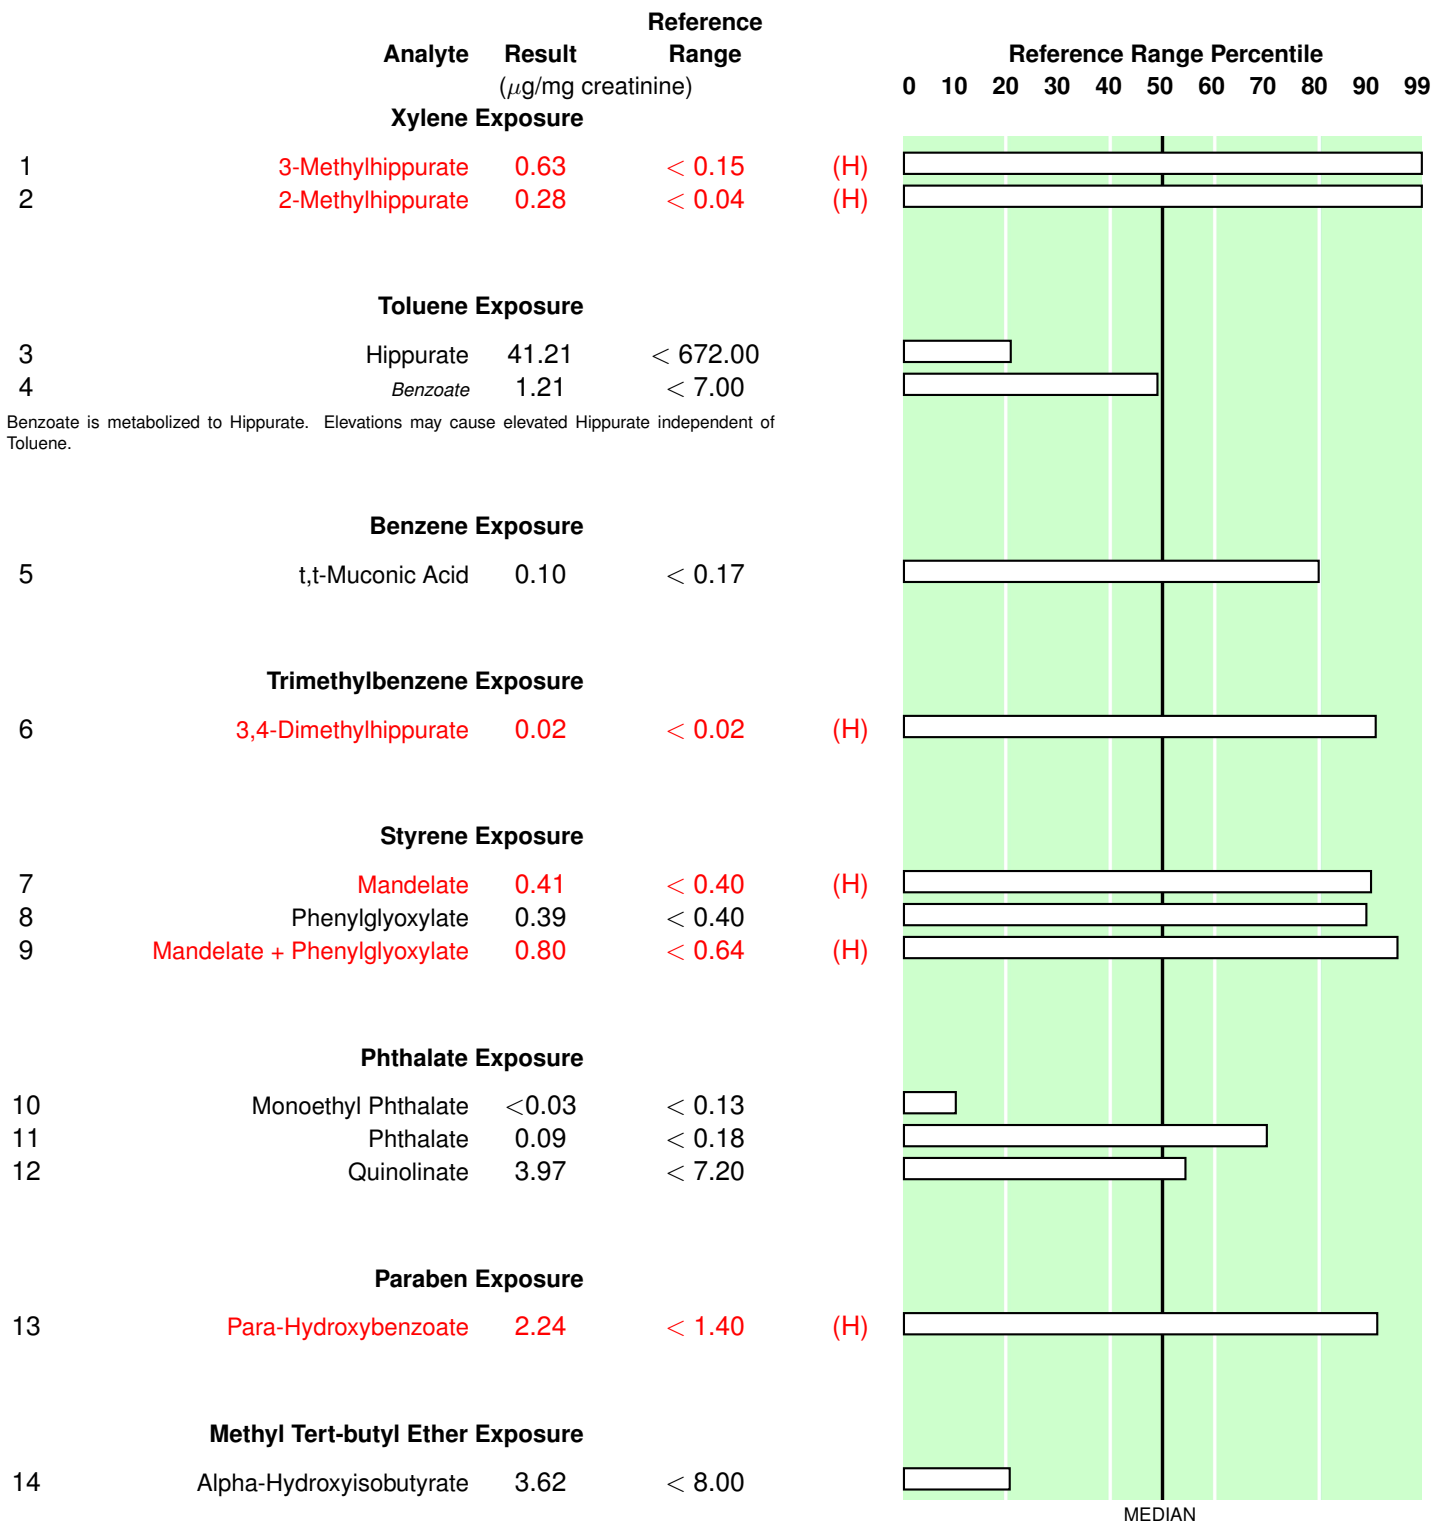 Reference
Analyte Result Range Reference Range Percentile
(μg/mg creatinine) 0 10 20 30 40 50 60 70 80 90 99
Xylene Exposure
1 3-Methylhippurate 0.63 < 0.15 (H)
2 2-Methylhippurate 0.28 < 0.04 (H)
Toluene Exposure
3 Hippurate 41.21 < 672.00
4 Benzoate 1.21 < 7.00
Benzoate is metabolized to Hippurate. Elevations may cause elevated Hippurate independent of
Toluene.
Benzene Exposure
5 t,t-Muconic Acid 0.10 < 0.17
Trimethylbenzene Exposure
6 3,4-Dimethylhippurate 0.02 < 0.02 (H)
Styrene Exposure
7 Mandelate 0.41 < 0.40 (H)
8 Phenylglyoxylate 0.39 < 0.40
9 Mandelate + Phenylglyoxylate 0.80 < 0.64 (H)
Phthalate Exposure
10 Monoethyl Phthalate <0.03 < 0.13
11 Phthalate 0.09 < 0.18
12 Quinolinate 3.97 < 7.20
Paraben Exposure
13 Para-Hydroxybenzoate 2.24 < 1.40 (H)
Methyl Tert-butyl Ether Exposure
14 Alpha-Hydroxyisobutyrate 3.62 < 8.00
MEDIAN